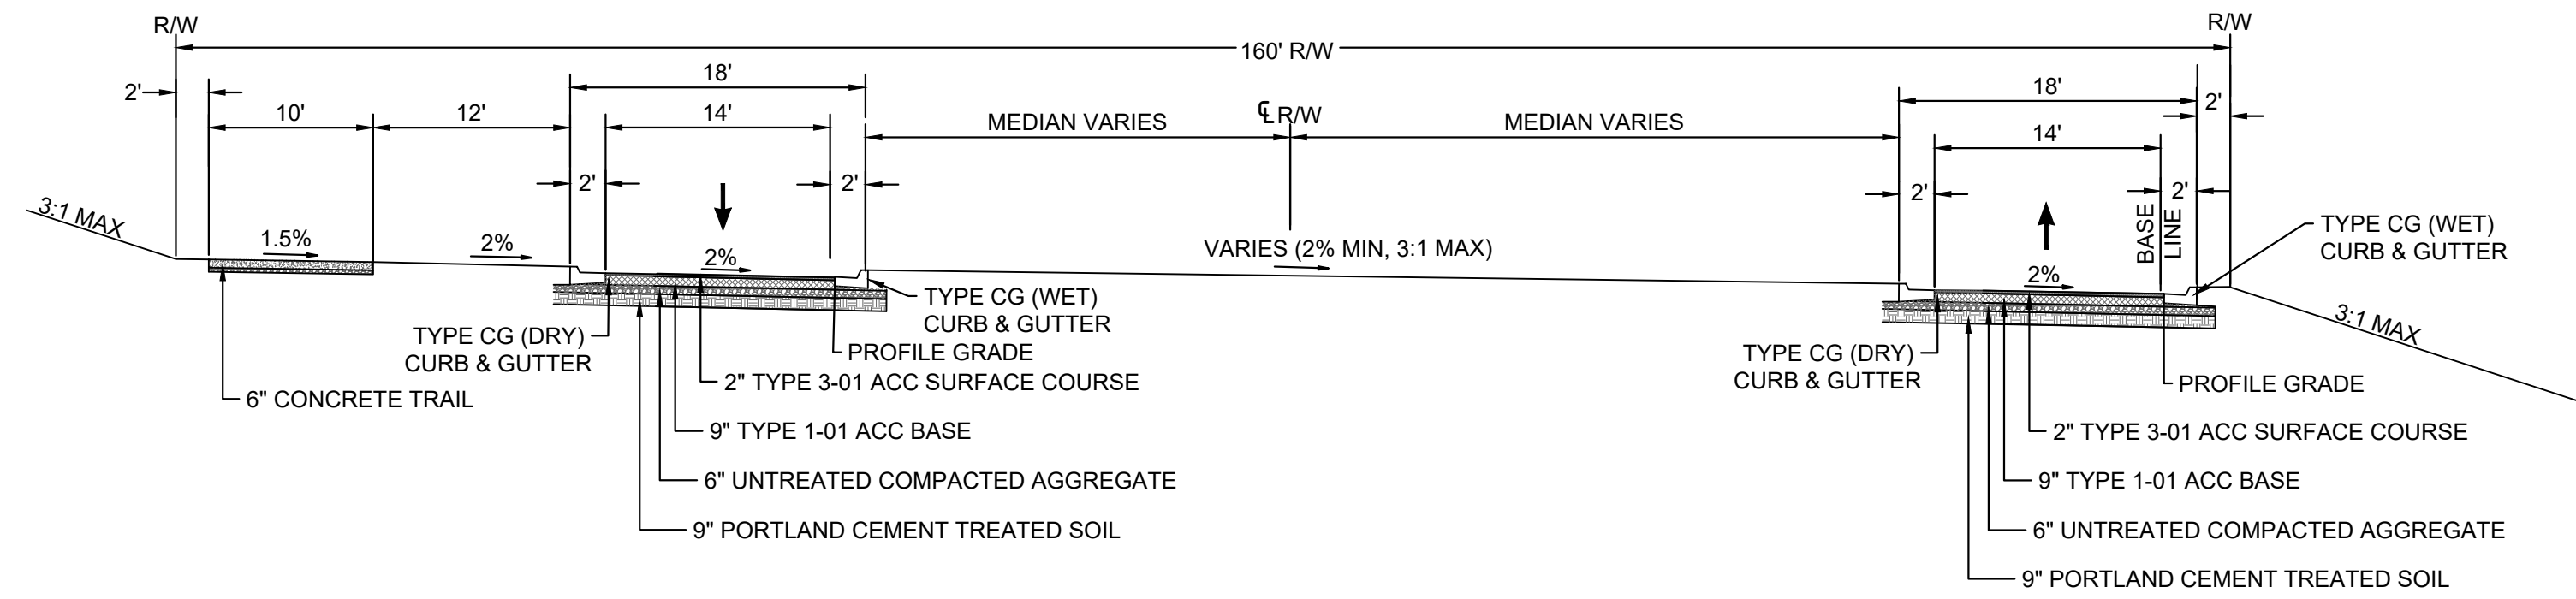 R/W
R/W
160' R/W
18'
18'
2'
2'
10'
12'
14'
MEDIAN VARIES
℄ R/W
MEDIAN VARIES
14'
2'
2'
2'
2'
BASE
LINE
3:1 MAX
1.5%
2%
2%
VARIES (2% MIN, 3:1 MAX)
2%
TYPE CG (WET)
CURB & GUTTER
TYPE CG (WET)
CURB & GUTTER
3:1 MAX
TYPE CG (DRY)
CURB & GUTTER
PROFILE GRADE
TYPE CG (DRY)
CURB & GUTTER
PROFILE GRADE
6" CONCRETE TRAIL
2" TYPE 3-01 ACC SURFACE COURSE
9" TYPE 1-01 ACC BASE
6" UNTREATED COMPACTED AGGREGATE
9" PORTLAND CEMENT TREATED SOIL
2" TYPE 3-01 ACC SURFACE COURSE
9" TYPE 1-01 ACC BASE
6" UNTREATED COMPACTED AGGREGATE
9" PORTLAND CEMENT TREATED SOIL